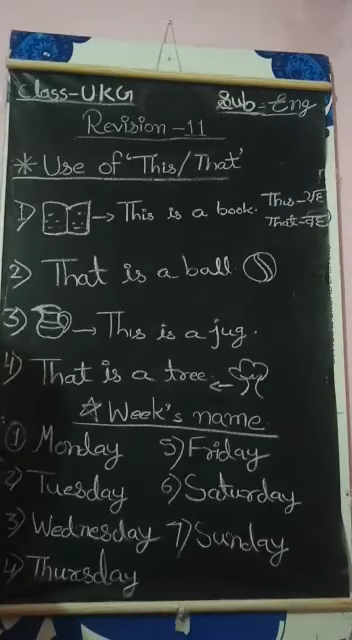 Class-UKG Sub-Eng
Revision-11
* Use of "This/That"
1) → This is a book. This-यह
That-वह
2) That is a ball
3) → This is a jug.
4) That is a tree. ←
☆ Week's name
① Monday 5) Friday
2) Tuesday 6) Saturday
3) Wednesday 7) Sunday
4) Thursday